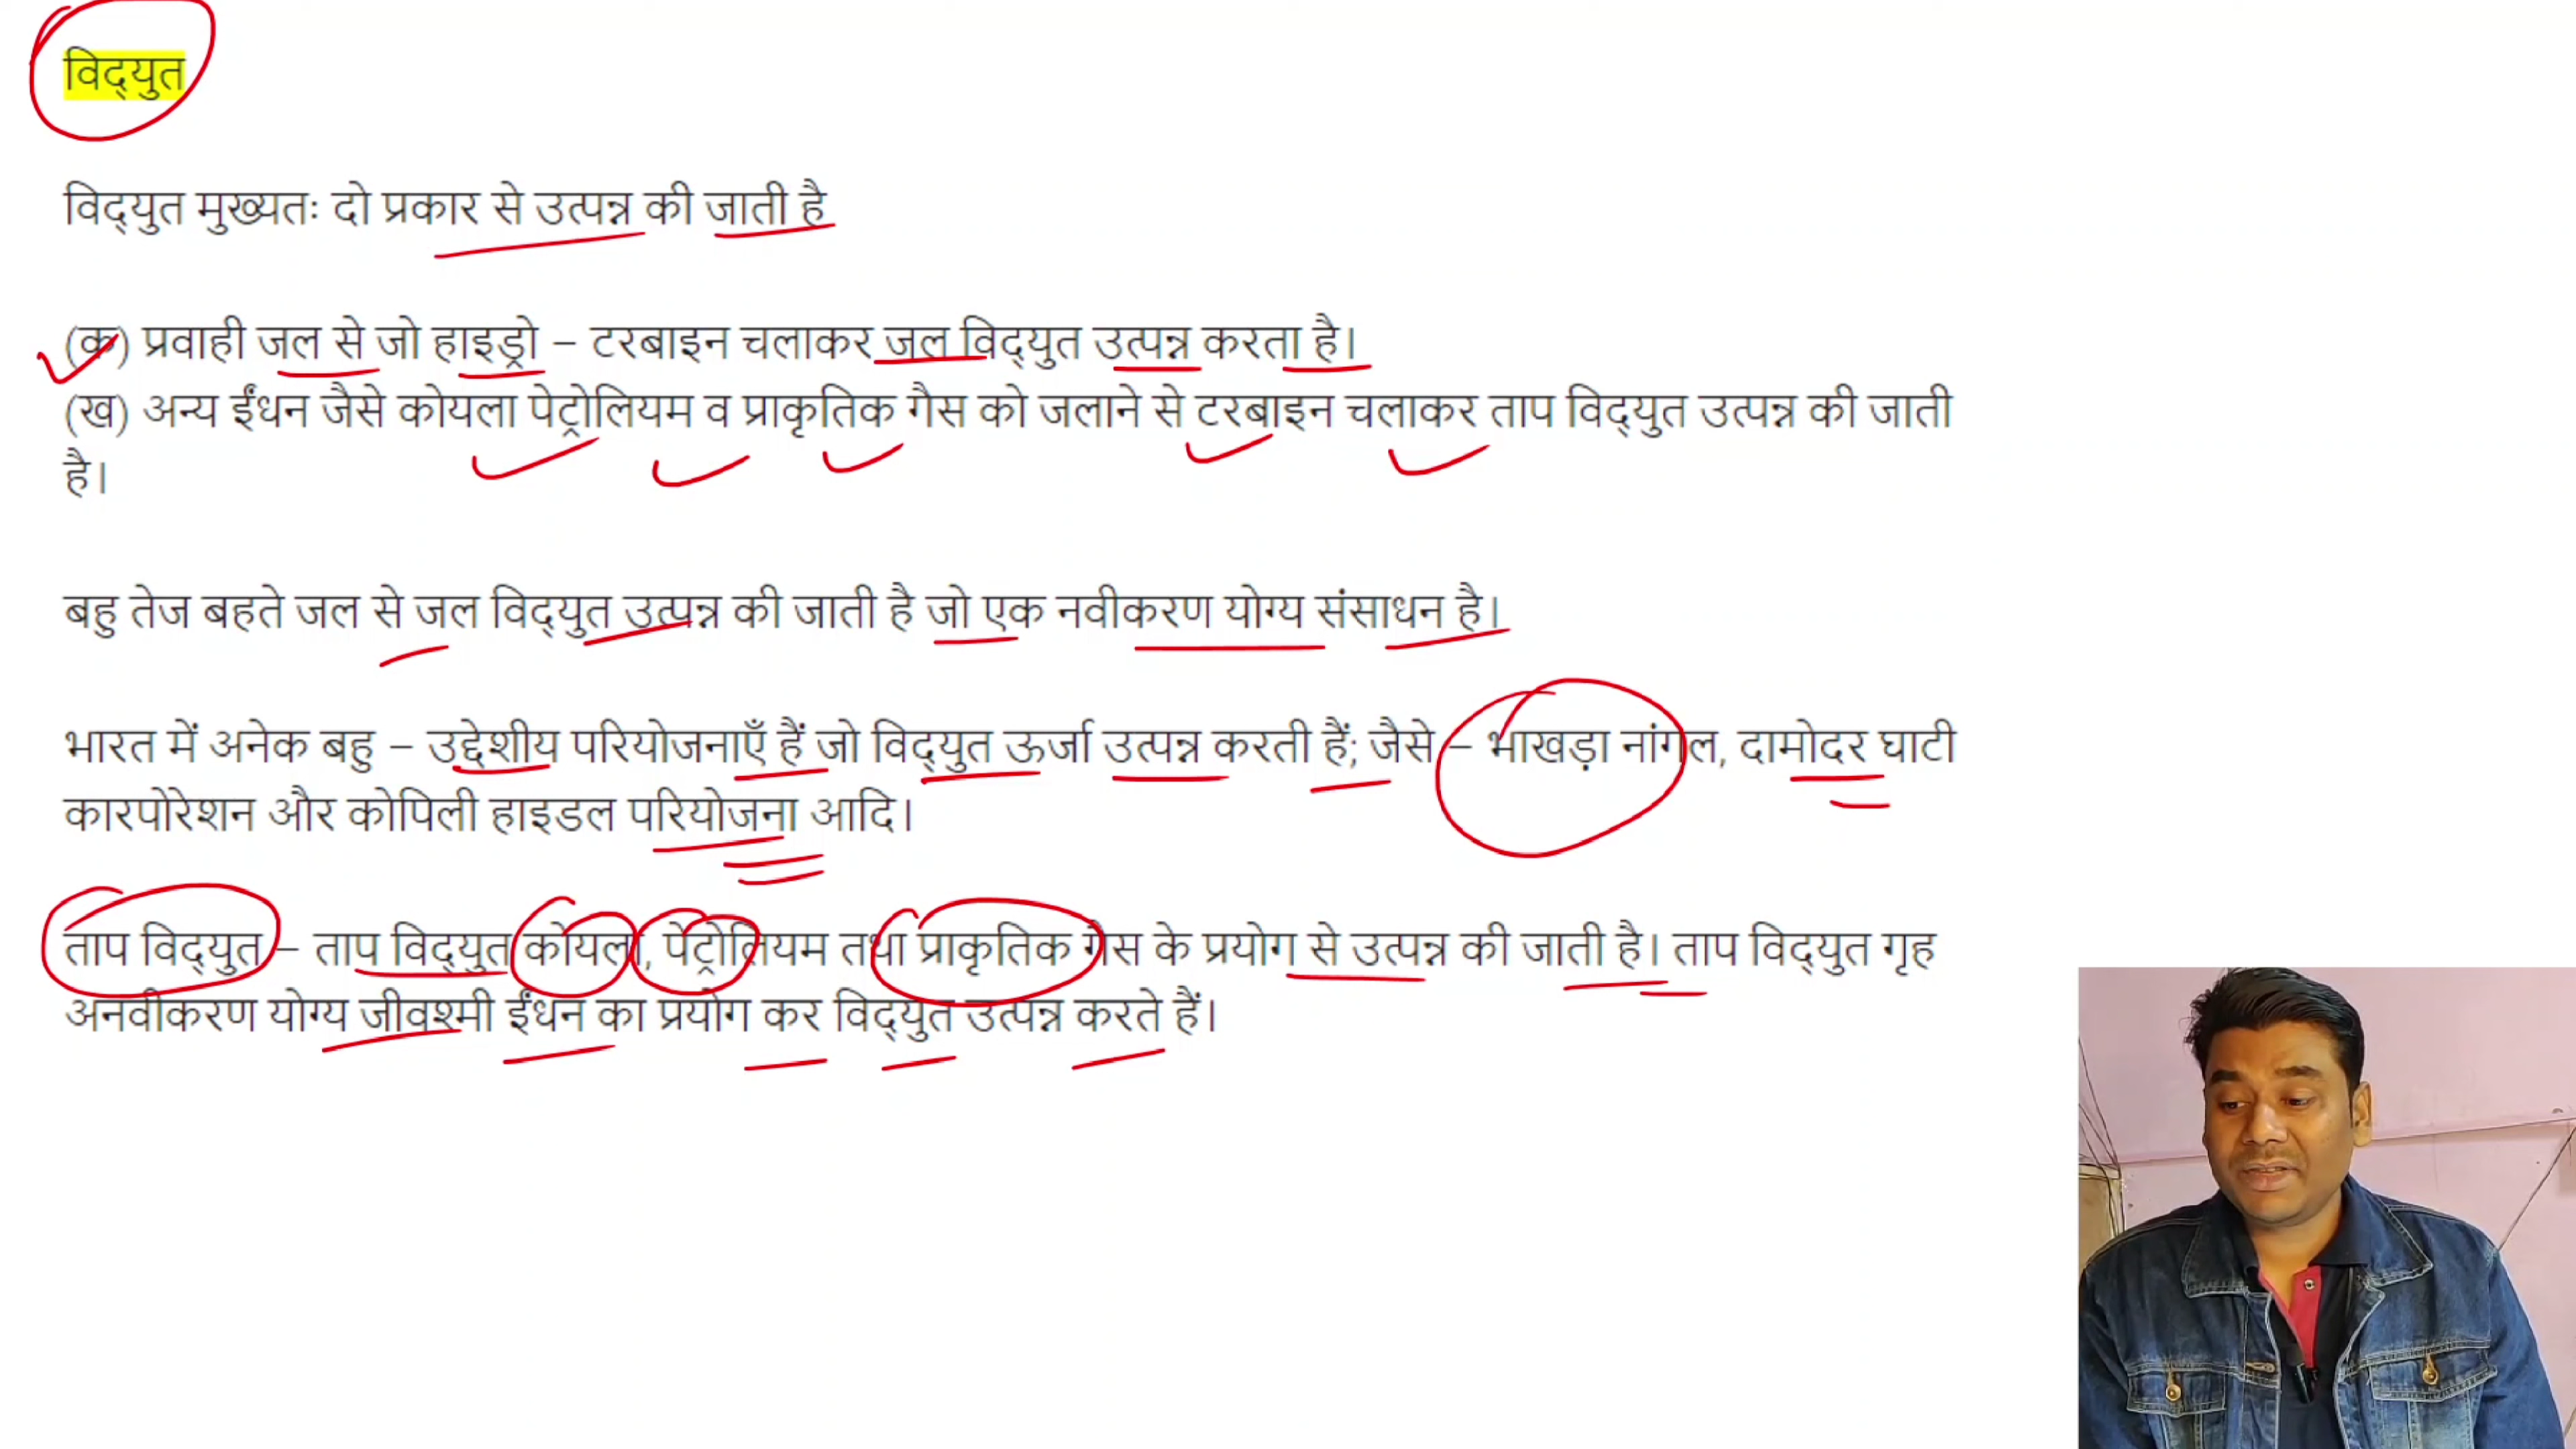 विद्युत
विद्युत मुख्यतः दो प्रकार से उत्पन्न की जाती है
(क) प्रवाही जल से जो हाइड्रो – टरबाइन चलाकर जल विद्युत उत्पन्न करता है।
(ख) अन्य ईंधन जैसे कोयला पेट्रोलियम व प्राकृतिक गैस को जलाने से टरबाइन चलाकर ताप विद्युत उत्पन्न की जाती
है।
बहु तेज बहते जल से जल विद्युत उत्पन्न की जाती है जो एक नवीकरण योग्य संसाधन है।
भारत में अनेक बहु – उद्देशीय परियोजनाएँ हैं जो विद्युत ऊर्जा उत्पन्न करती हैं; जैसे – भाखड़ा नांगल, दामोदर घाटी
कारपोरेशन और कोपिली हाइडल परियोजना आदि।
ताप विद्युत – ताप विद्युत कोयला, पेट्रोलियम तथा प्राकृतिक गैस के प्रयोग से उत्पन्न की जाती है। ताप विद्युत गृह
अनवीकरण योग्य जीवश्मी ईंधन का प्रयोग कर विद्युत उत्पन्न करते हैं।